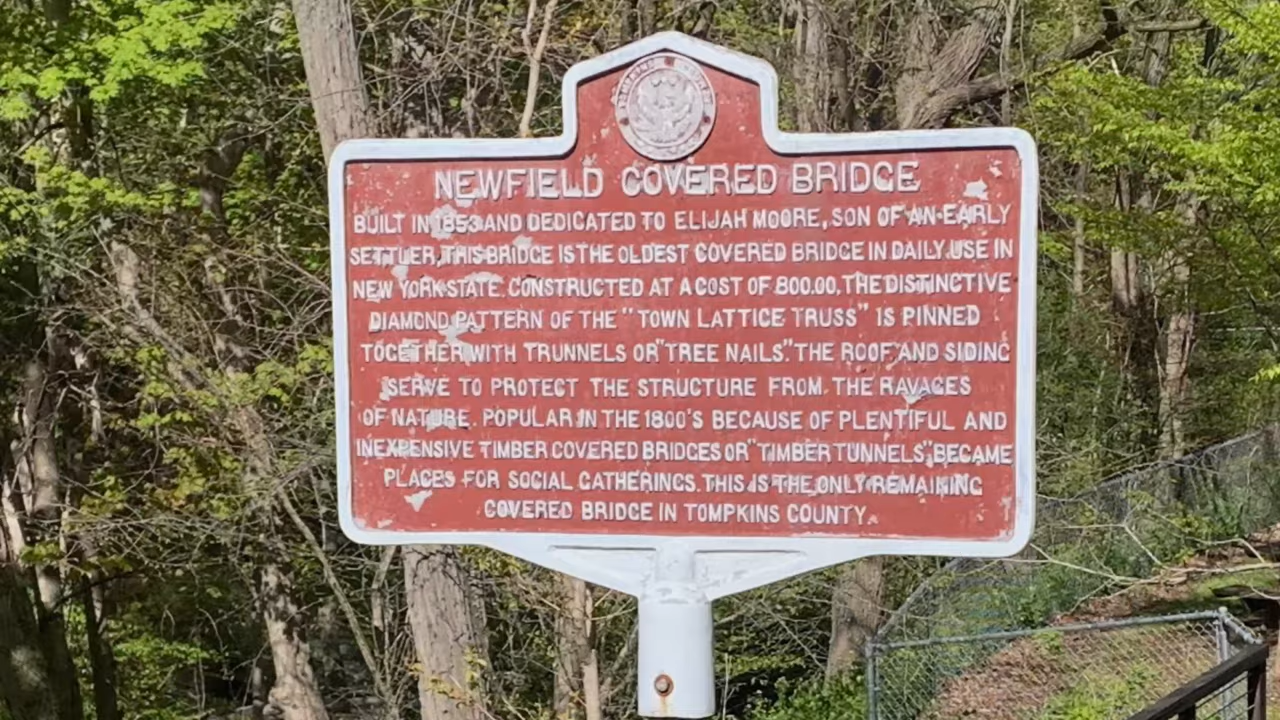 NEWFIELD COVERED BRIDGE
BUILT IN 1853 AND DEDICATED TO ELIJAH MOORE, SON OF AN EARLY
SETTLER, THIS BRIDGE IS THE OLDEST COVERED BRIDGE IN DAILY USE IN
NEW YORK STATE. CONSTRUCTED AT A COST OF 800.00, THE DISTINCTIVE
DIAMOND PATTERN OF THE "TOWN LATTICE TRUSS" IS PINNED
TOGETHER WITH TRUNNELS OR "TREE NAILS". THE ROOF AND SIDING
SERVE TO PROTECT THE STRUCTURE FROM THE RAVAGES
OF NATURE. POPULAR IN THE 1800'S BECAUSE OF PLENTIFUL AND
INEXPENSIVE TIMBER COVERED BRIDGES OR "TIMBER TUNNELS", BECAME
PLACES FOR SOCIAL GATHERINGS. THIS IS THE ONLY REMAINING
COVERED BRIDGE IN TOMPKINS COUNTY.